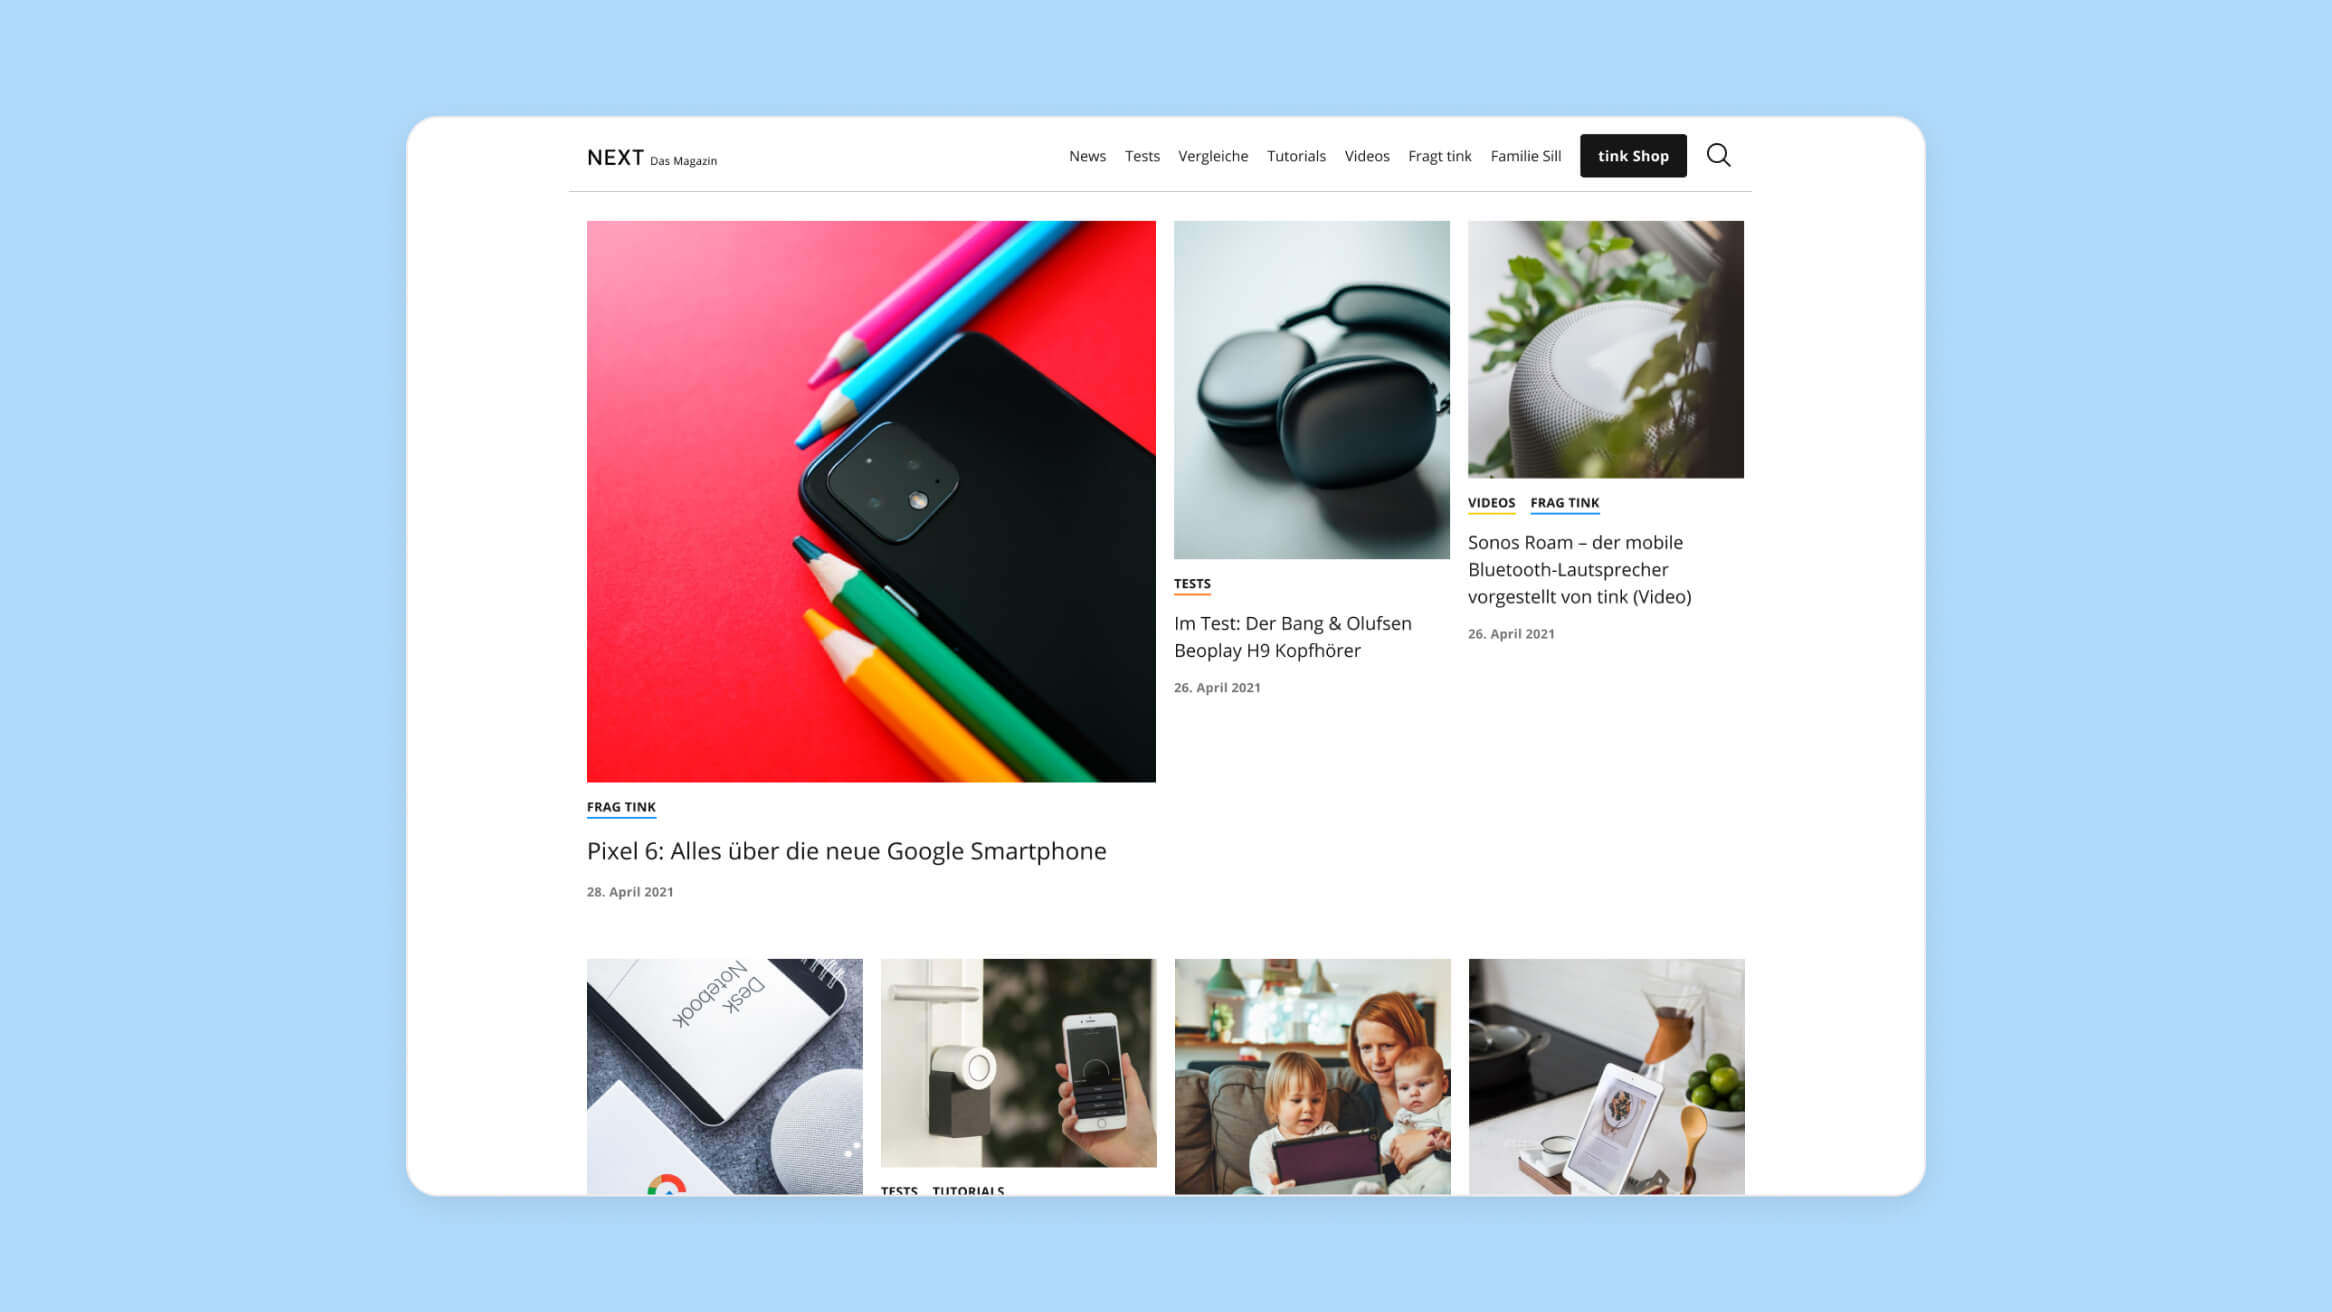 NEXT Das Magazin
News Tests Vergleiche Tutorials Videos Fragt tink Familie Sill tink Shop
FRAG TINK
Pixel 6: Alles über die neue Google Smartphone
28. April 2021
TESTS
Im Test: Der Bang & Olufsen
Beoplay H9 Kopfhörer
26. April 2021
VIDEOS FRAG TINK
Sonos Roam – der mobile
Bluetooth-Lautsprecher
vorgestellt von tink (Video)
26. April 2021
Desk
Notebook
TESTS TUTORIALS